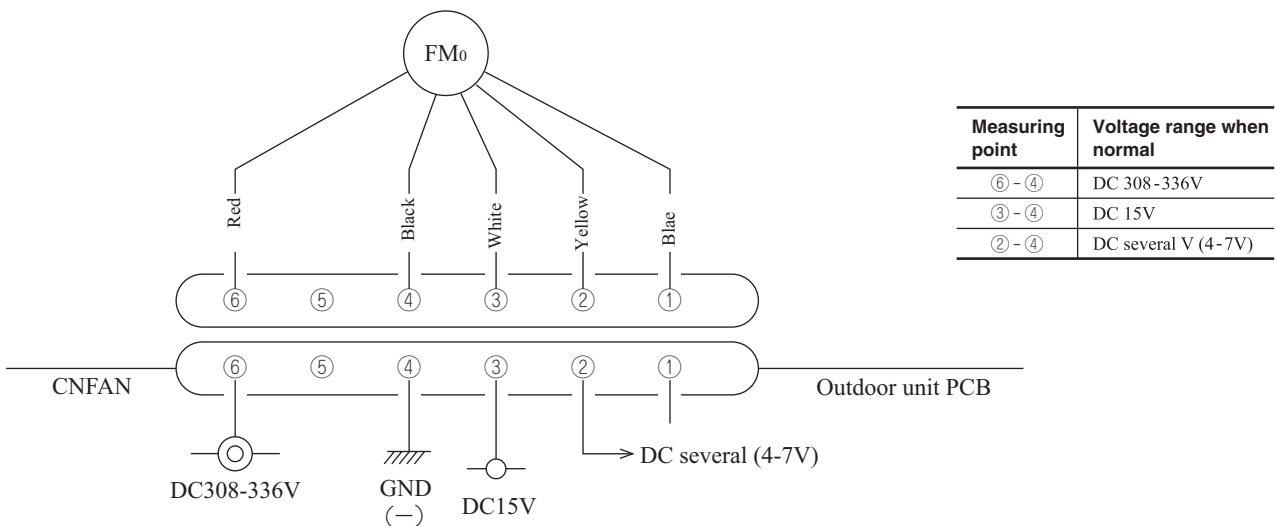 FM0
Red
Black
White
Yellow
Blae
⑥ ⑤ ④ ③ ② ①
⑥ ⑤ ④ ③ ② ①
CNFAN
Outdoor unit PCB
DC308-336V
GND
(−)
DC15V
DC several (4-7V)
Measuring point
Voltage range when normal
⑥-④ DC 308-336V
③-④ DC 15V
②-④ DC several V (4-7V)